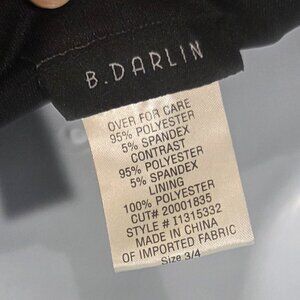 B. DARLIN
OVER FOR CARE
95% POLYESTER
5% SPANDEX
CONTRAST
95% POLYESTER
5% SPANDEX
LINING
100% POLYESTER
CUT# 20001835
STYLE # I1315332
MADE IN CHINA
OF IMPORTED FABRIC
Size 3/4